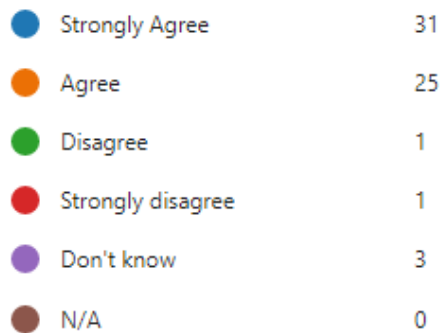 Strongly Agree 31
Agree 25
Disagree 1
Strongly disagree 1
Don't know 3
N/A 0